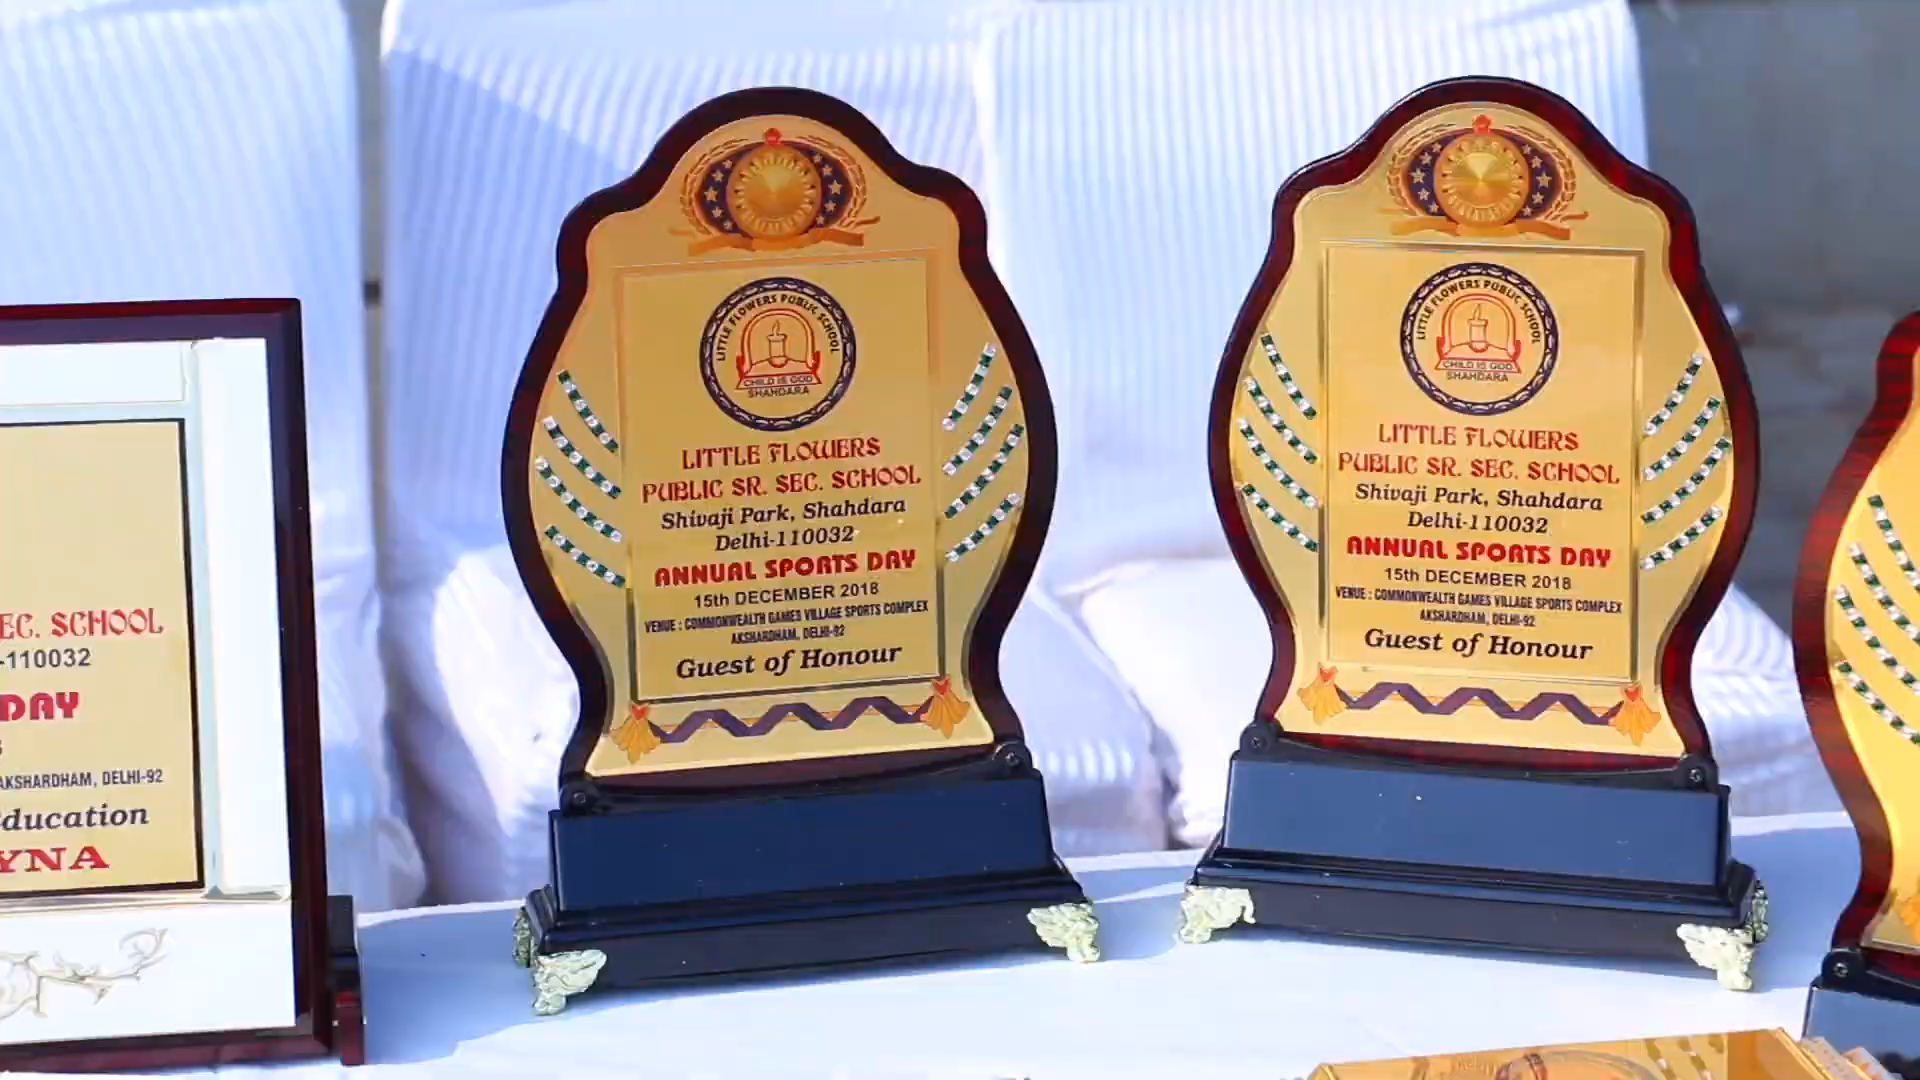 EC. SCHOOL
-110032
DAY
AKSHARDHAM, DELHI-92
ducation
YNA
LITTLE FLOWERS PUBLIC SCHOOL
CHILD IS GOD
SHAHDARA
LITTLE FLOWERS
PUBLIC SR. SEC. SCHOOL
Shivaji Park, Shahdara
Delhi-110032
ANNUAL SPORTS DAY
15th DECEMBER 2018
VENUE : COMMONWEALTH GAMES VILLAGE SPORTS COMPLEX
AKSHARDHAM, DELHI-92
Guest of Honour
LITTLE FLOWERS PUBLIC SCHOOL
CHILD IS GOD
SHAHDARA
LITTLE FLOWERS
PUBLIC SR. SEC. SCHOOL
Shivaji Park, Shahdara
Delhi-110032
ANNUAL SPORTS DAY
15th DECEMBER 2018
VENUE : COMMONWEALTH GAMES VILLAGE SPORTS COMPLEX
AKSHARDHAM, DELHI-92
Guest of Honour